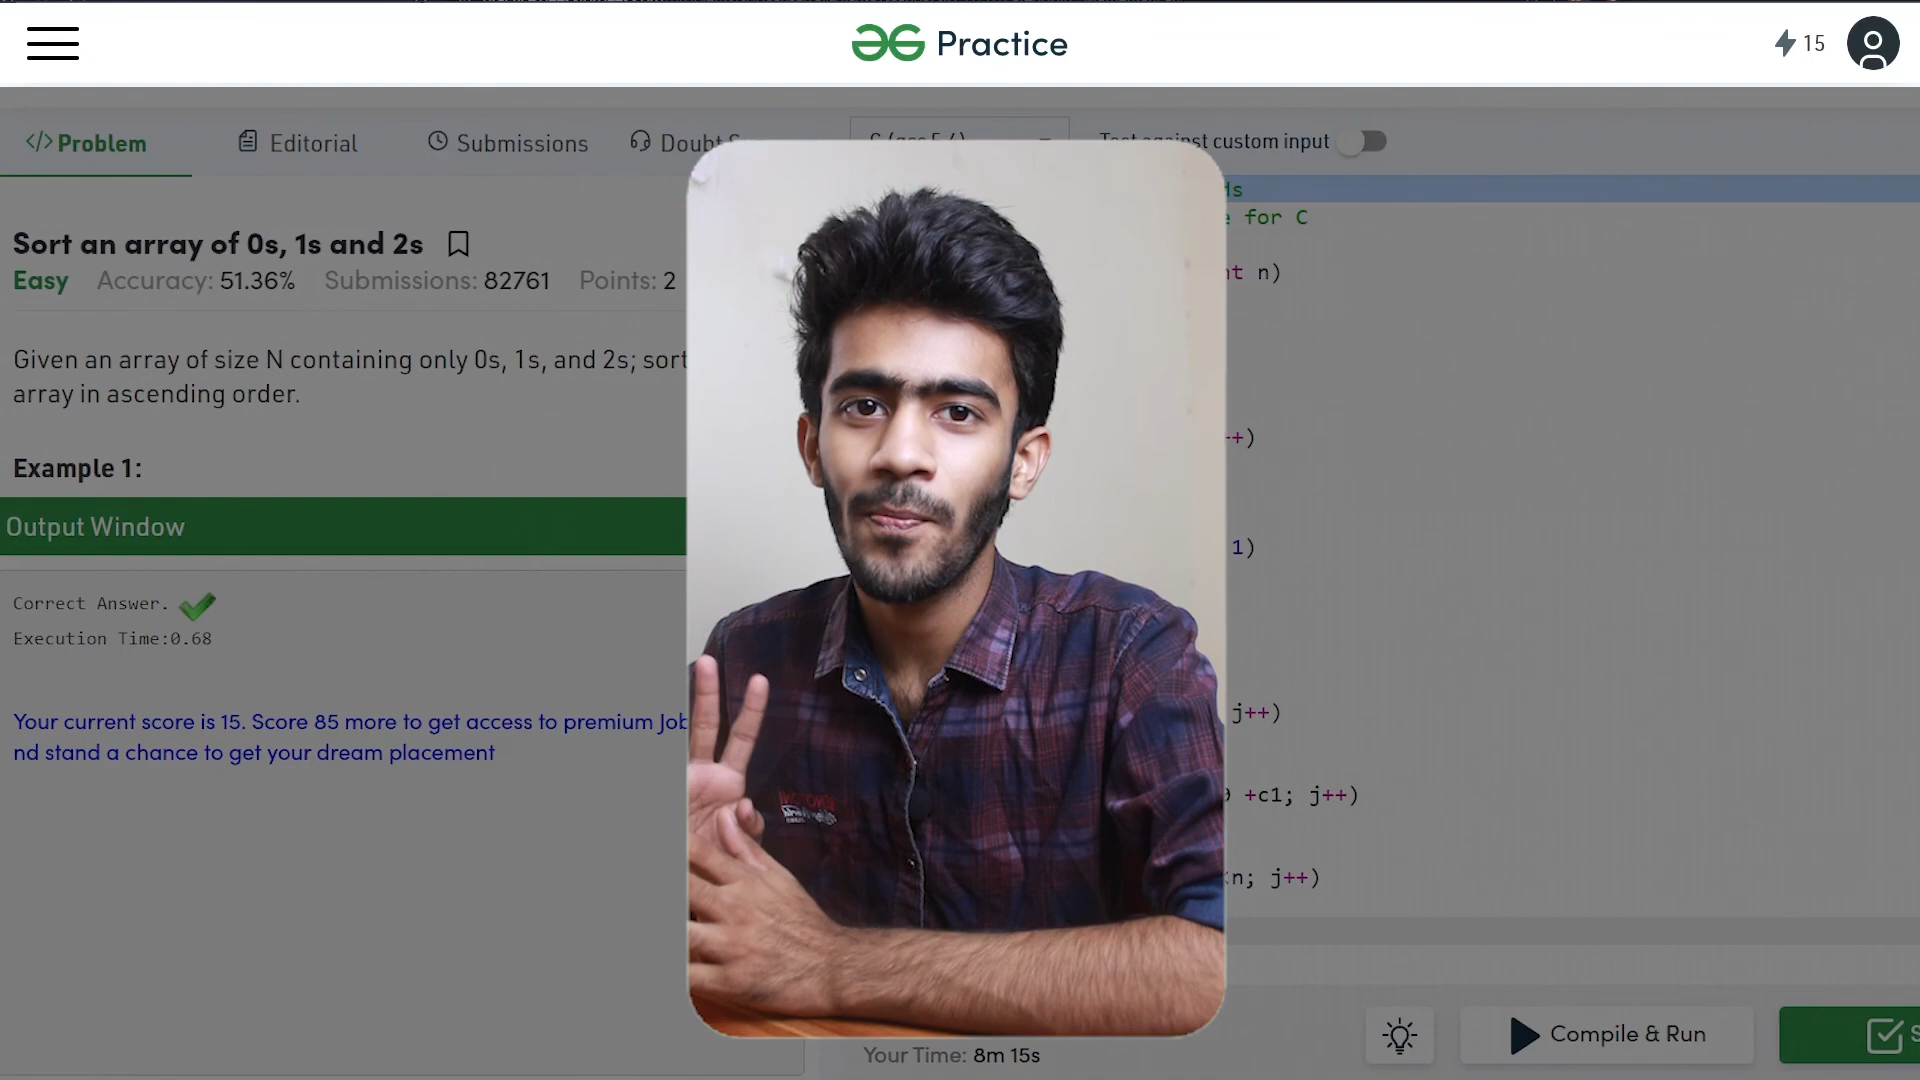 Practice
15
Problem
Editorial
Submissions
Doubt
Test against custom input
Sort an array of 0s, 1s and 2s
Easy Accuracy: 51.36% Submissions: 82761 Points: 2
Given an array of size N containing only 0s, 1s, and 2s; sort
array in ascending order.
Example 1:
Output Window
Correct Answer.
Execution Time:0.68
Your current score is 15. Score 85 more to get access to premium Job
nd stand a chance to get your dream placement
for C
n)
+)
1)
j++)
+c1; j++)
n; j++)
Your Time: 8m 15s
Compile & Run